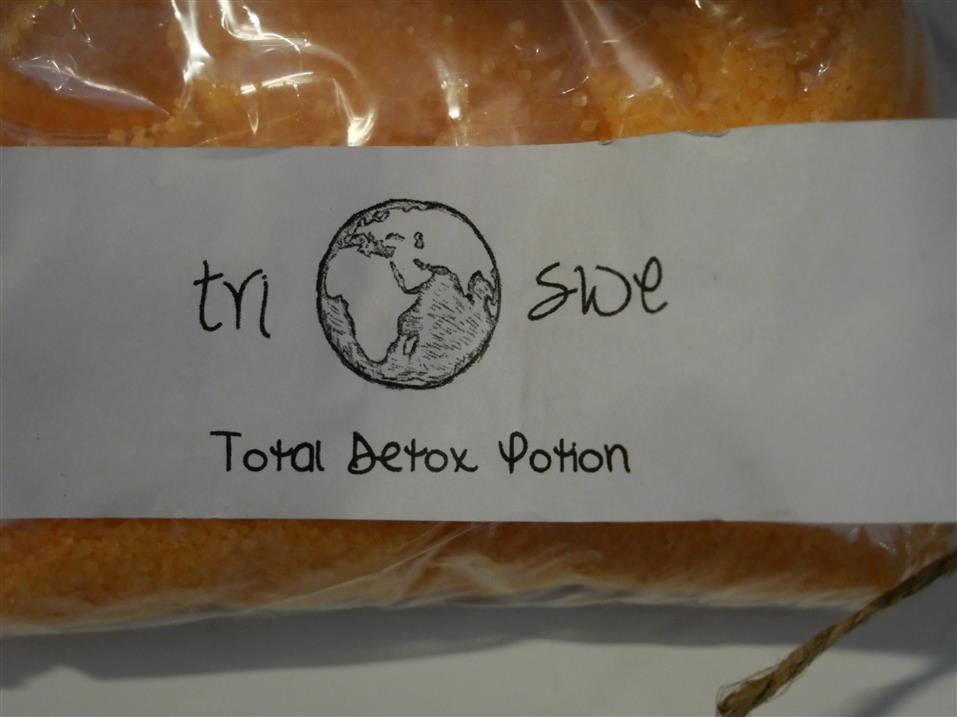 tri swe
Total Detox Potion